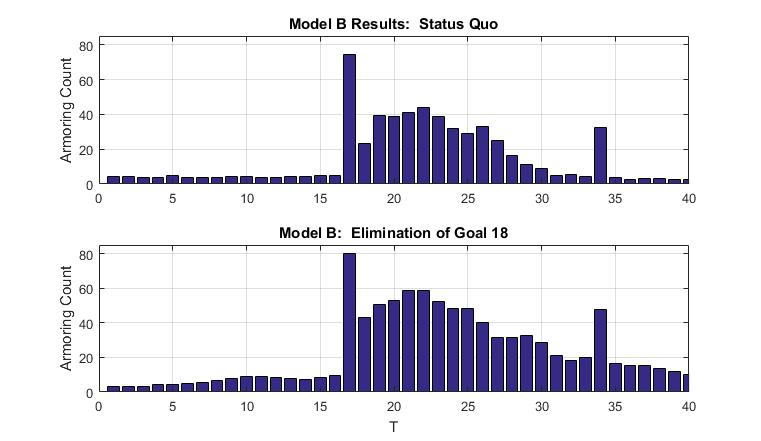 Model B Results:  Status Quo
80
60
40
20
0
Armoring Count
0 5 10 15 20 25 30 35 40
Model B:  Elimination of Goal 18
80
60
40
20
0
Armoring Count
0 5 10 15 20 25 30 35 40
T